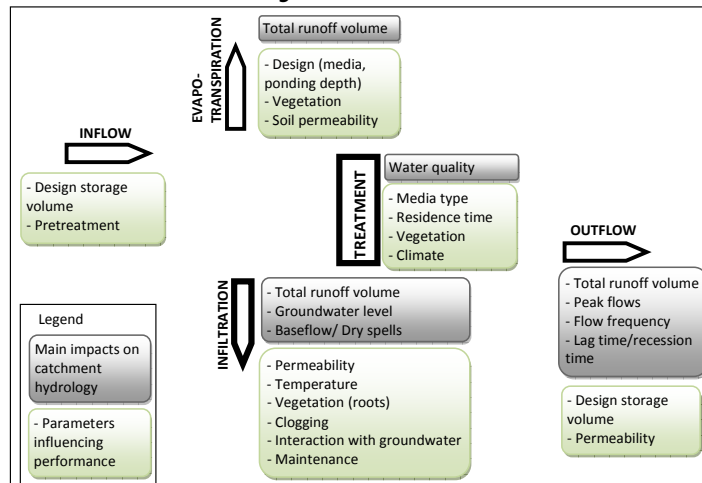 Total runoff volume
EVAPO-
TRANSPIRATION
- Design (media,
ponding depth)
- Vegetation
- Soil permeability
INFLOW
- Design storage
volume
- Pretreatment
TREATMENT
Water quality
- Media type
- Residence time
- Vegetation
- Climate
OUTFLOW
- Total runoff volume
- Peak flows
- Flow frequency
- Lag time/recession
time
- Design storage
volume
- Permeability
INFILTRATION
- Total runoff volume
- Groundwater level
- Baseflow/ Dry spells
- Permeability
- Temperature
- Vegetation (roots)
- Clogging
- Interaction with groundwater
- Maintenance
Legend
Main impacts on
catchment
hydrology
- Parameters
influencing
performance